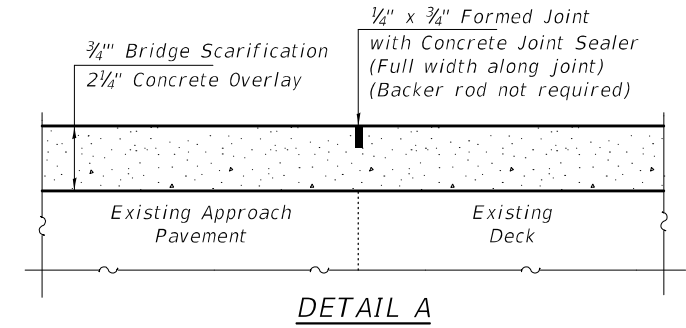 ¾"' Bridge Scarification
2¼" Concrete Overlay
¼" x ¾" Formed Joint
with Concrete Joint Sealer
(Full width along joint)
(Backer rod not required)
Existing Approach
Pavement
Existing
Deck
DETAIL A